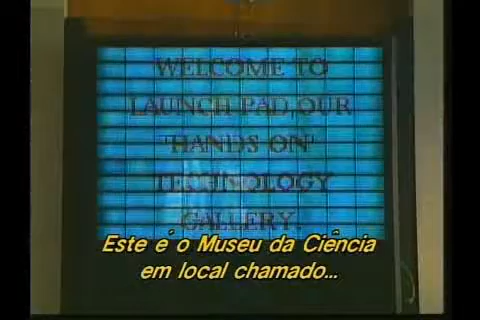 WELCOME TO
LAUNCH PAD, OUR
'HANDS ON'
TECHNOLOGY
GALLERY.
Este é o Museu da Ciência
em local chamado...